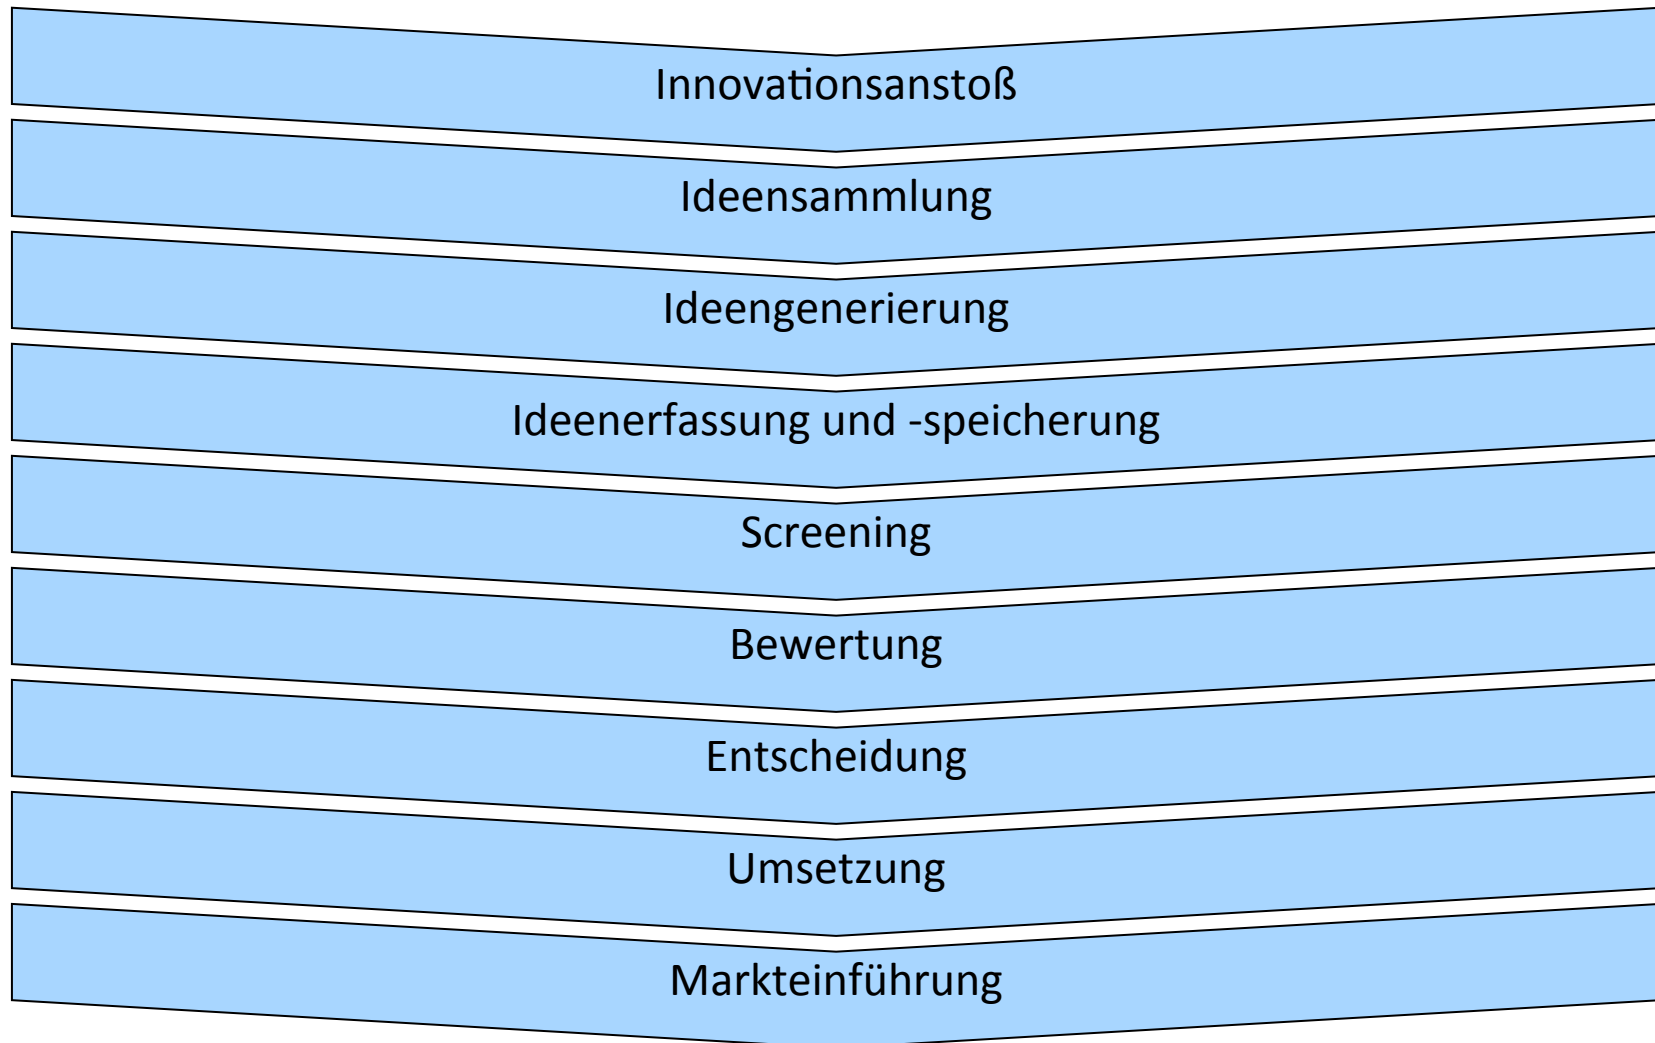 Innovationsanstoß
Ideensammlung
Ideengenerierung
Ideenerfassung und -speicherung
Screening
Bewertung
Entscheidung
Umsetzung
Markteinführung